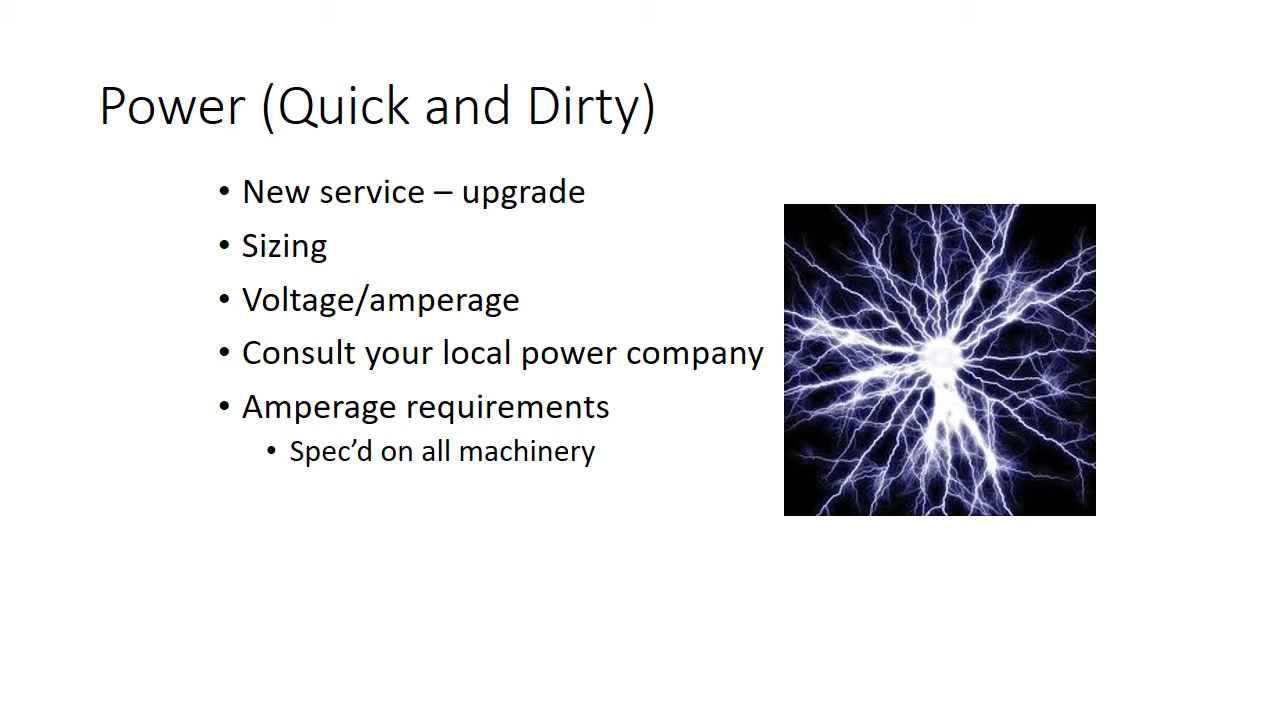 Power (Quick and Dirty)
• New service – upgrade
• Sizing
• Voltage/amperage
• Consult your local power company
• Amperage requirements
• Spec’d on all machinery